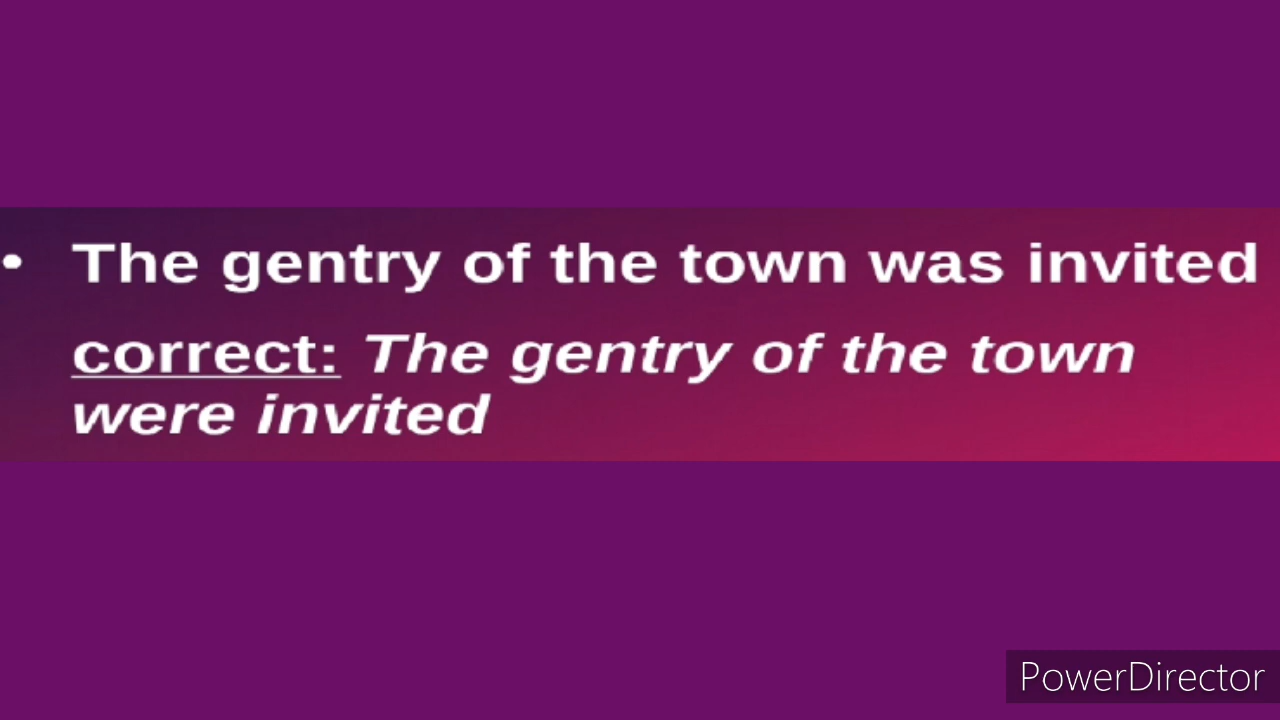 • The gentry of the town was invited
correct: The gentry of the town
were invited
PowerDirector